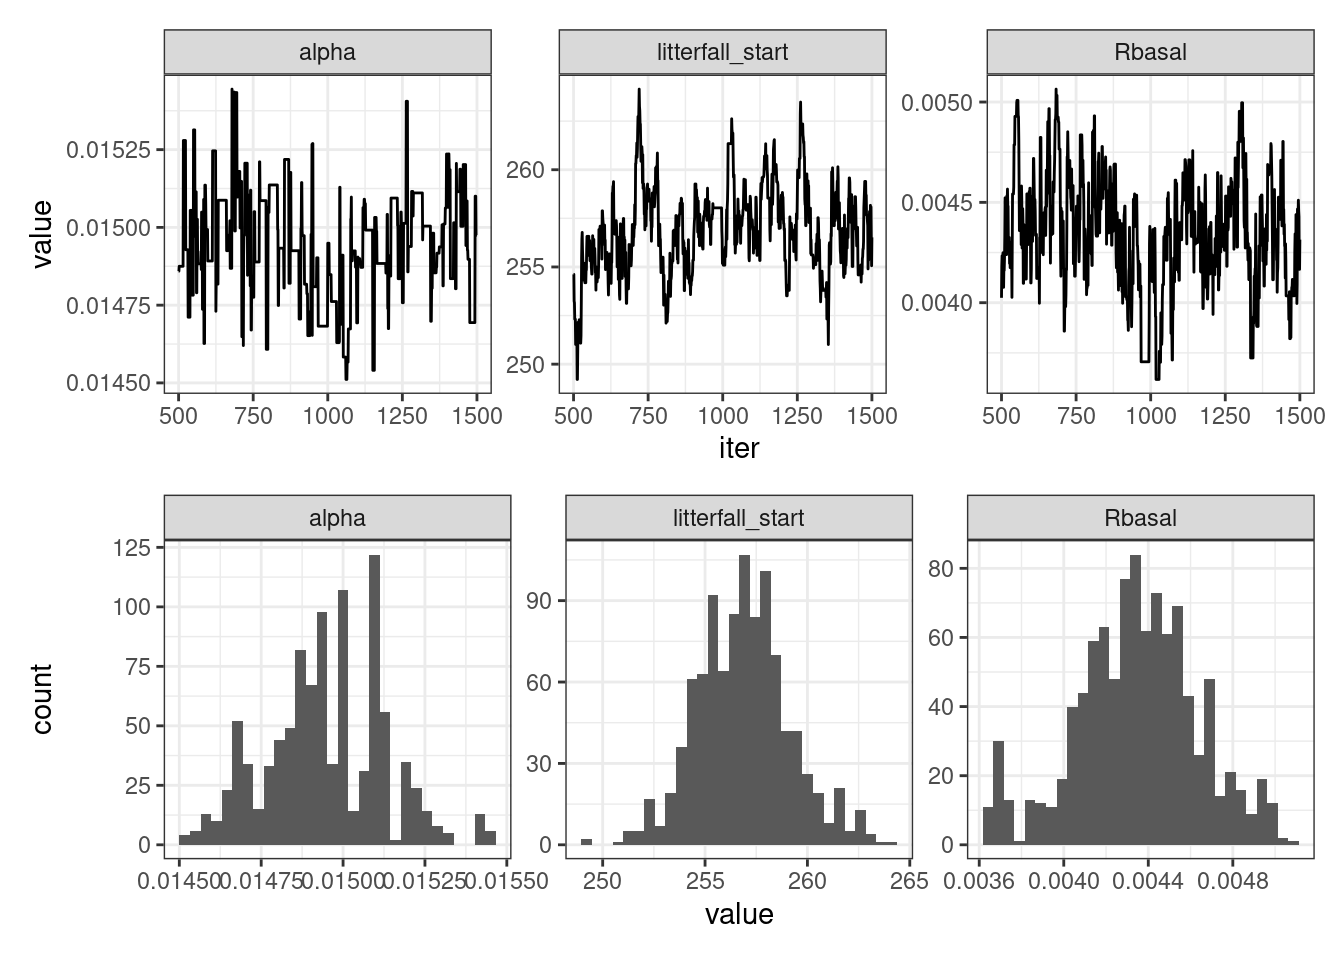 alpha
litterfall_start
Rbasal
value
0.01525
0.01500
0.01475
0.01450
260
255
250
0.0050
0.0045
0.0040
500 750 1000 1250 1500
500 750 1000 1250 1500
500 750 1000 1250 1500
iter
alpha
litterfall_start
Rbasal
count
125
100
75
50
25
0
90
60
30
0
80
60
40
20
0
0.01450 0.01475 0.01500 0.01525 0.01550
250 255 260 265
0.0036 0.0040 0.0044 0.0048
value